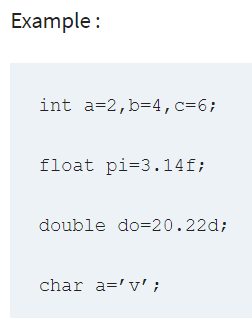 Example:
int a=2,b=4,c=6;
float pi=3.14f;
double do=20.22d;
char a=’v’;